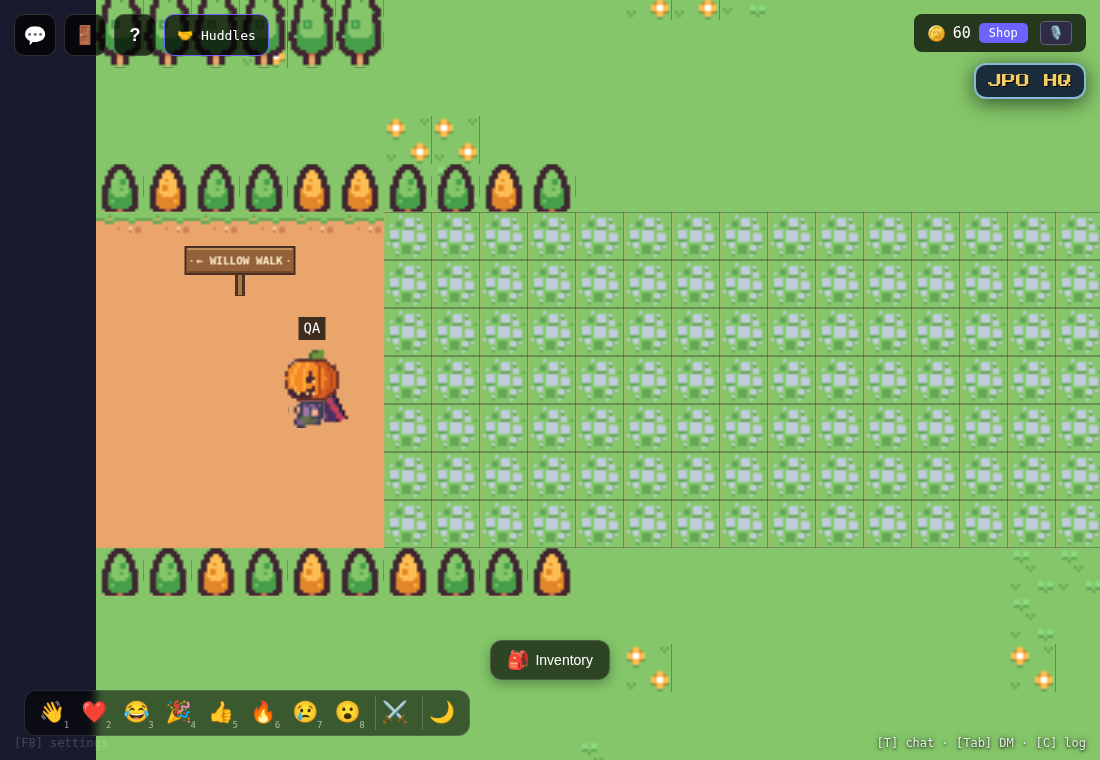 ? Huddles
60 Shop
JPO HQ
← WILLOW WALK
QA
Inventory
1 2 3 4 5 6 7 8
[F8] settings
[T] chat · [Tab] DM · [C] log